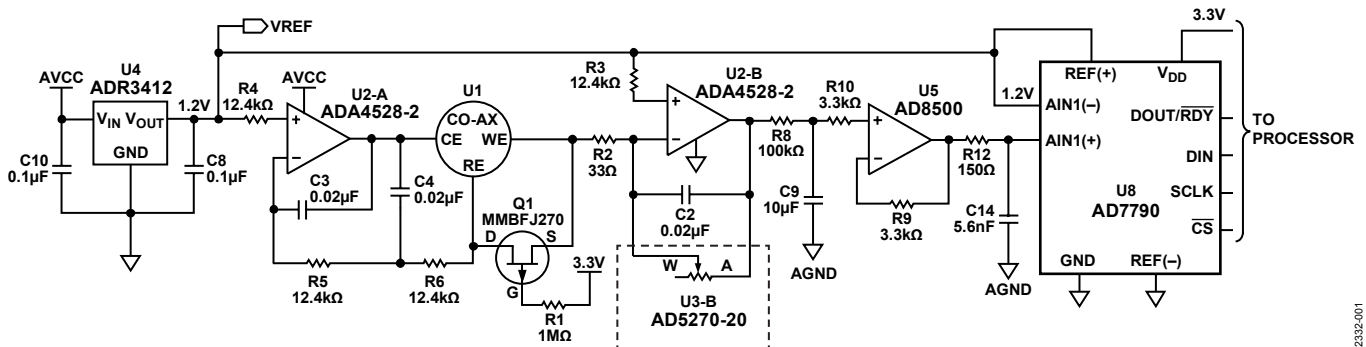 VREF
AVCC
U4
ADR3412
VIN VOUT
GND
1.2V
C10
0.1µF
C8
0.1µF
R4
12.4kΩ
AVCC
U2-A
ADA4528-2
+
–
C3
0.02µF
C4
0.02µF
R5
12.4kΩ
R6
12.4kΩ
U1
CO-AX
CE
WE
RE
Q1
MMBFJ270
D
S
G
3.3V
R1
1MΩ
R2
33Ω
R3
12.4kΩ
U2-B
ADA4528-2
+
–
C2
0.02µF
W
A
U3-B
AD5270-20
R8
100kΩ
C9
10µF
AGND
R10
3.3kΩ
U5
AD8500
+
–
R9
3.3kΩ
R12
150Ω
C14
5.6nF
AGND
1.2V
3.3V
REF(+)
VDD
AIN1(–)
AIN1(+)
DOUT/RDY
DIN
SCLK
CS
U8
AD7790
GND
REF(–)
TO
PROCESSOR
2332-001